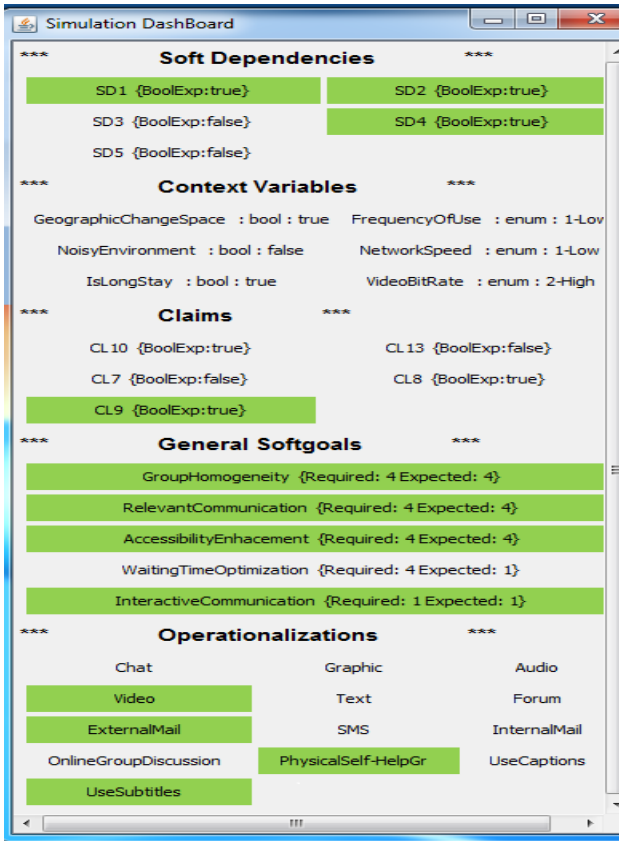 Simulation DashBoard
*** Soft Dependencies ***
SD1 {BoolExp:true} SD2 {BoolExp:true}
SD3 {BoolExp:false} SD4 {BoolExp:true}
SD5 {BoolExp:false}
*** Context Variables ***
GeographicChangeSpace : bool : true FrequencyOfUse : enum : 1-Low
NoisyEnvironment : bool : false NetworkSpeed : enum : 1-Low
IsLongStay : bool : true VideoBitRate : enum : 2-High
*** Claims ***
CL10 {BoolExp:true} CL13 {BoolExp:false}
CL7 {BoolExp:false} CL8 {BoolExp:true}
CL9 {BoolExp:true}
*** General Softgoals ***
GroupHomogeneity {Required: 4 Expected: 4}
RelevantCommunication {Required: 4 Expected: 4}
AccessibilityEnhacement {Required: 4 Expected: 4}
WaitingTimeOptimization {Required: 4 Expected: 1}
InteractiveCommunication {Required: 1 Expected: 1}
*** Operationalizations ***
Chat Graphic Audio
Video Text Forum
ExternalMail SMS InternalMail
OnlineGroupDiscussion PhysicalSelf-HelpGr UseCaptions
UseSubtitles